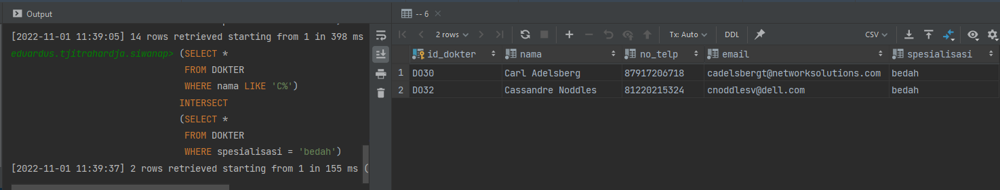 Output
[2022-11-01 11:39:05] 14 rows retrieved starting from 1 in 398 ms
eduardus.tjitrahardja.siwanap> (SELECT *
FROM DOKTER
WHERE nama LIKE 'C%')
INTERSECT
(SELECT *
FROM DOKTER
WHERE spesialisasi = 'bedah')
[2022-11-01 11:39:37] 2 rows retrieved starting from 1 in 155 ms (
-- 6
2 rows Tx: Auto DDL CSV
id_dokter nama no_telp email spesialisasi
1 DO30 Carl Adelsberg 87917206718 cadelsbergt@networksolutions.com bedah
2 DO32 Cassandre Noddles 81220215324 cnoddlesv@dell.com bedah